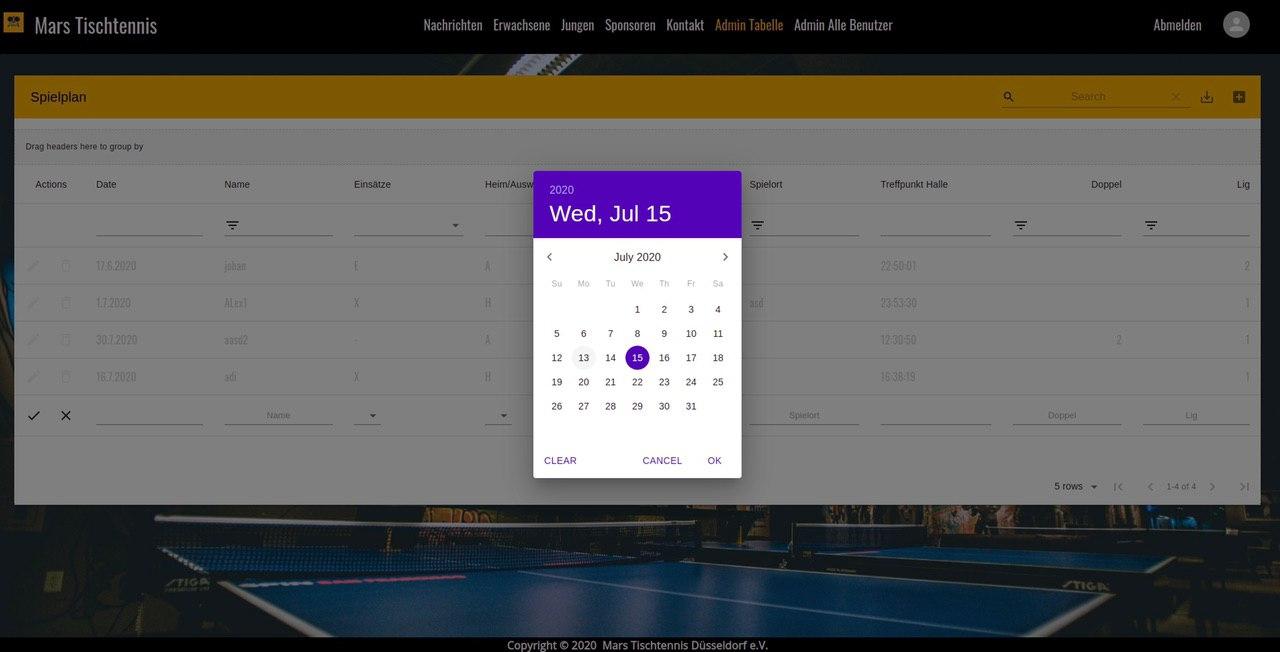 Mars Tischtennis
Nachrichten Erwachsene Jungen Sponsoren Kontakt Admin Tabelle Admin Alle Benutzer
Abmelden
Spielplan
Search
Drag headers here to group by
Actions Date Name Einsätze Heim/Ausw Spielort Treffpunkt Halle Doppel Lig
17.6.2020 johan E A 22:50:01 2
1.7.2020 ALex1 X H asd 23:53:30 1
30.7.2020 aasd2 - A 12:30:50 2 1
16.7.2020 adi X H 16:38:19 1
Name Spielort Doppel Lig
5 rows 1-4 of 4
2020
Wed, Jul 15
July 2020
Su Mo Tu We Th Fr Sa
1 2 3 4
5 6 7 8 9 10 11
12 13 14 15 16 17 18
19 20 21 22 23 24 25
26 27 28 29 30 31
CLEAR CANCEL OK
STIGA STIGA
Copyright © 2020 Mars Tischtennis Düsseldorf e.V.